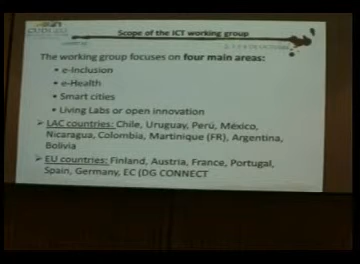 Scope of the ICT working group
The working group focuses on four main areas:
• e-Inclusion
• e-Health
• Smart cities
• Living Labs or open innovation
➤ LAC countries: Chile, Uruguay, Perú, México,
Nicaragua, Colombia, Martinique (FR), Argentina,
Bolivia
➤ EU countries: Finland, Austria, France, Portugal,
Spain, Germany, EC (DG CONNECT